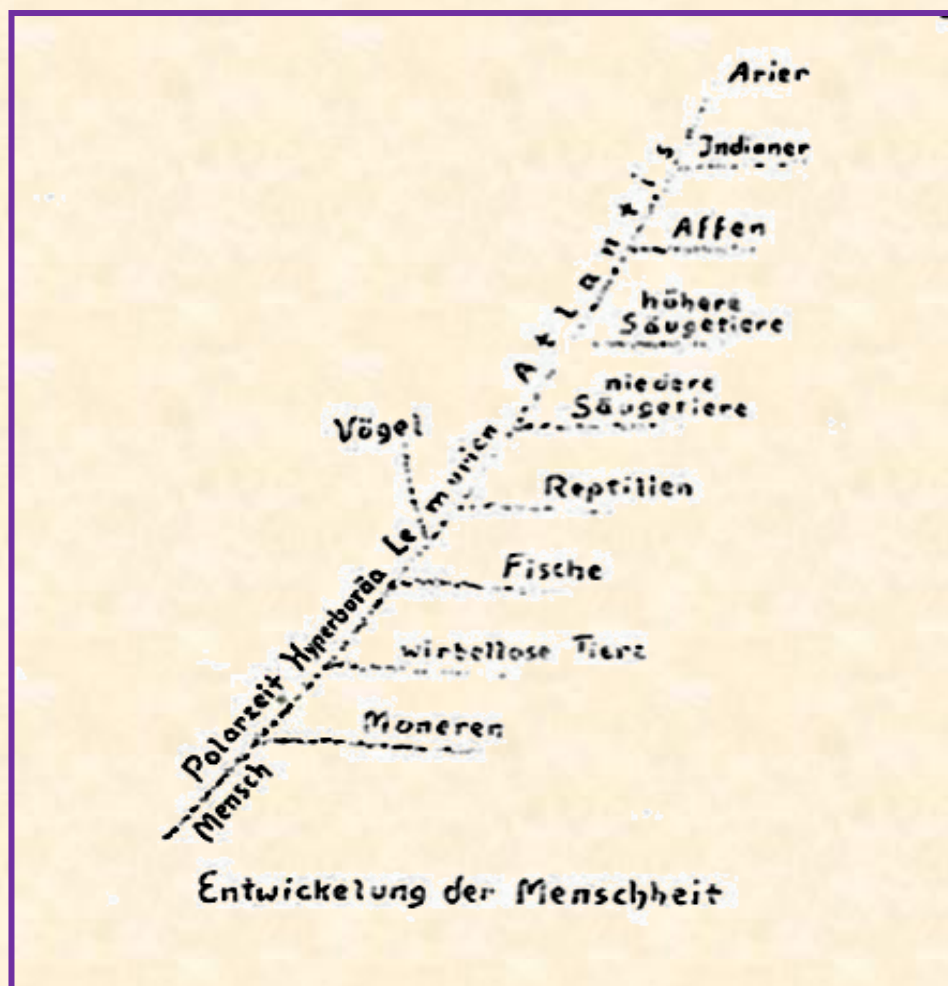 Arier
Indianer
Affen
höhere
Säugetiere
niedere
Säugetiere
Vögel
Reptilien
Fische
wirbellose Tiere
Moneren
Atlantis
Lemurien
Hyperboräa
Polarzeit
Mensch
Entwickelung der Menschheit